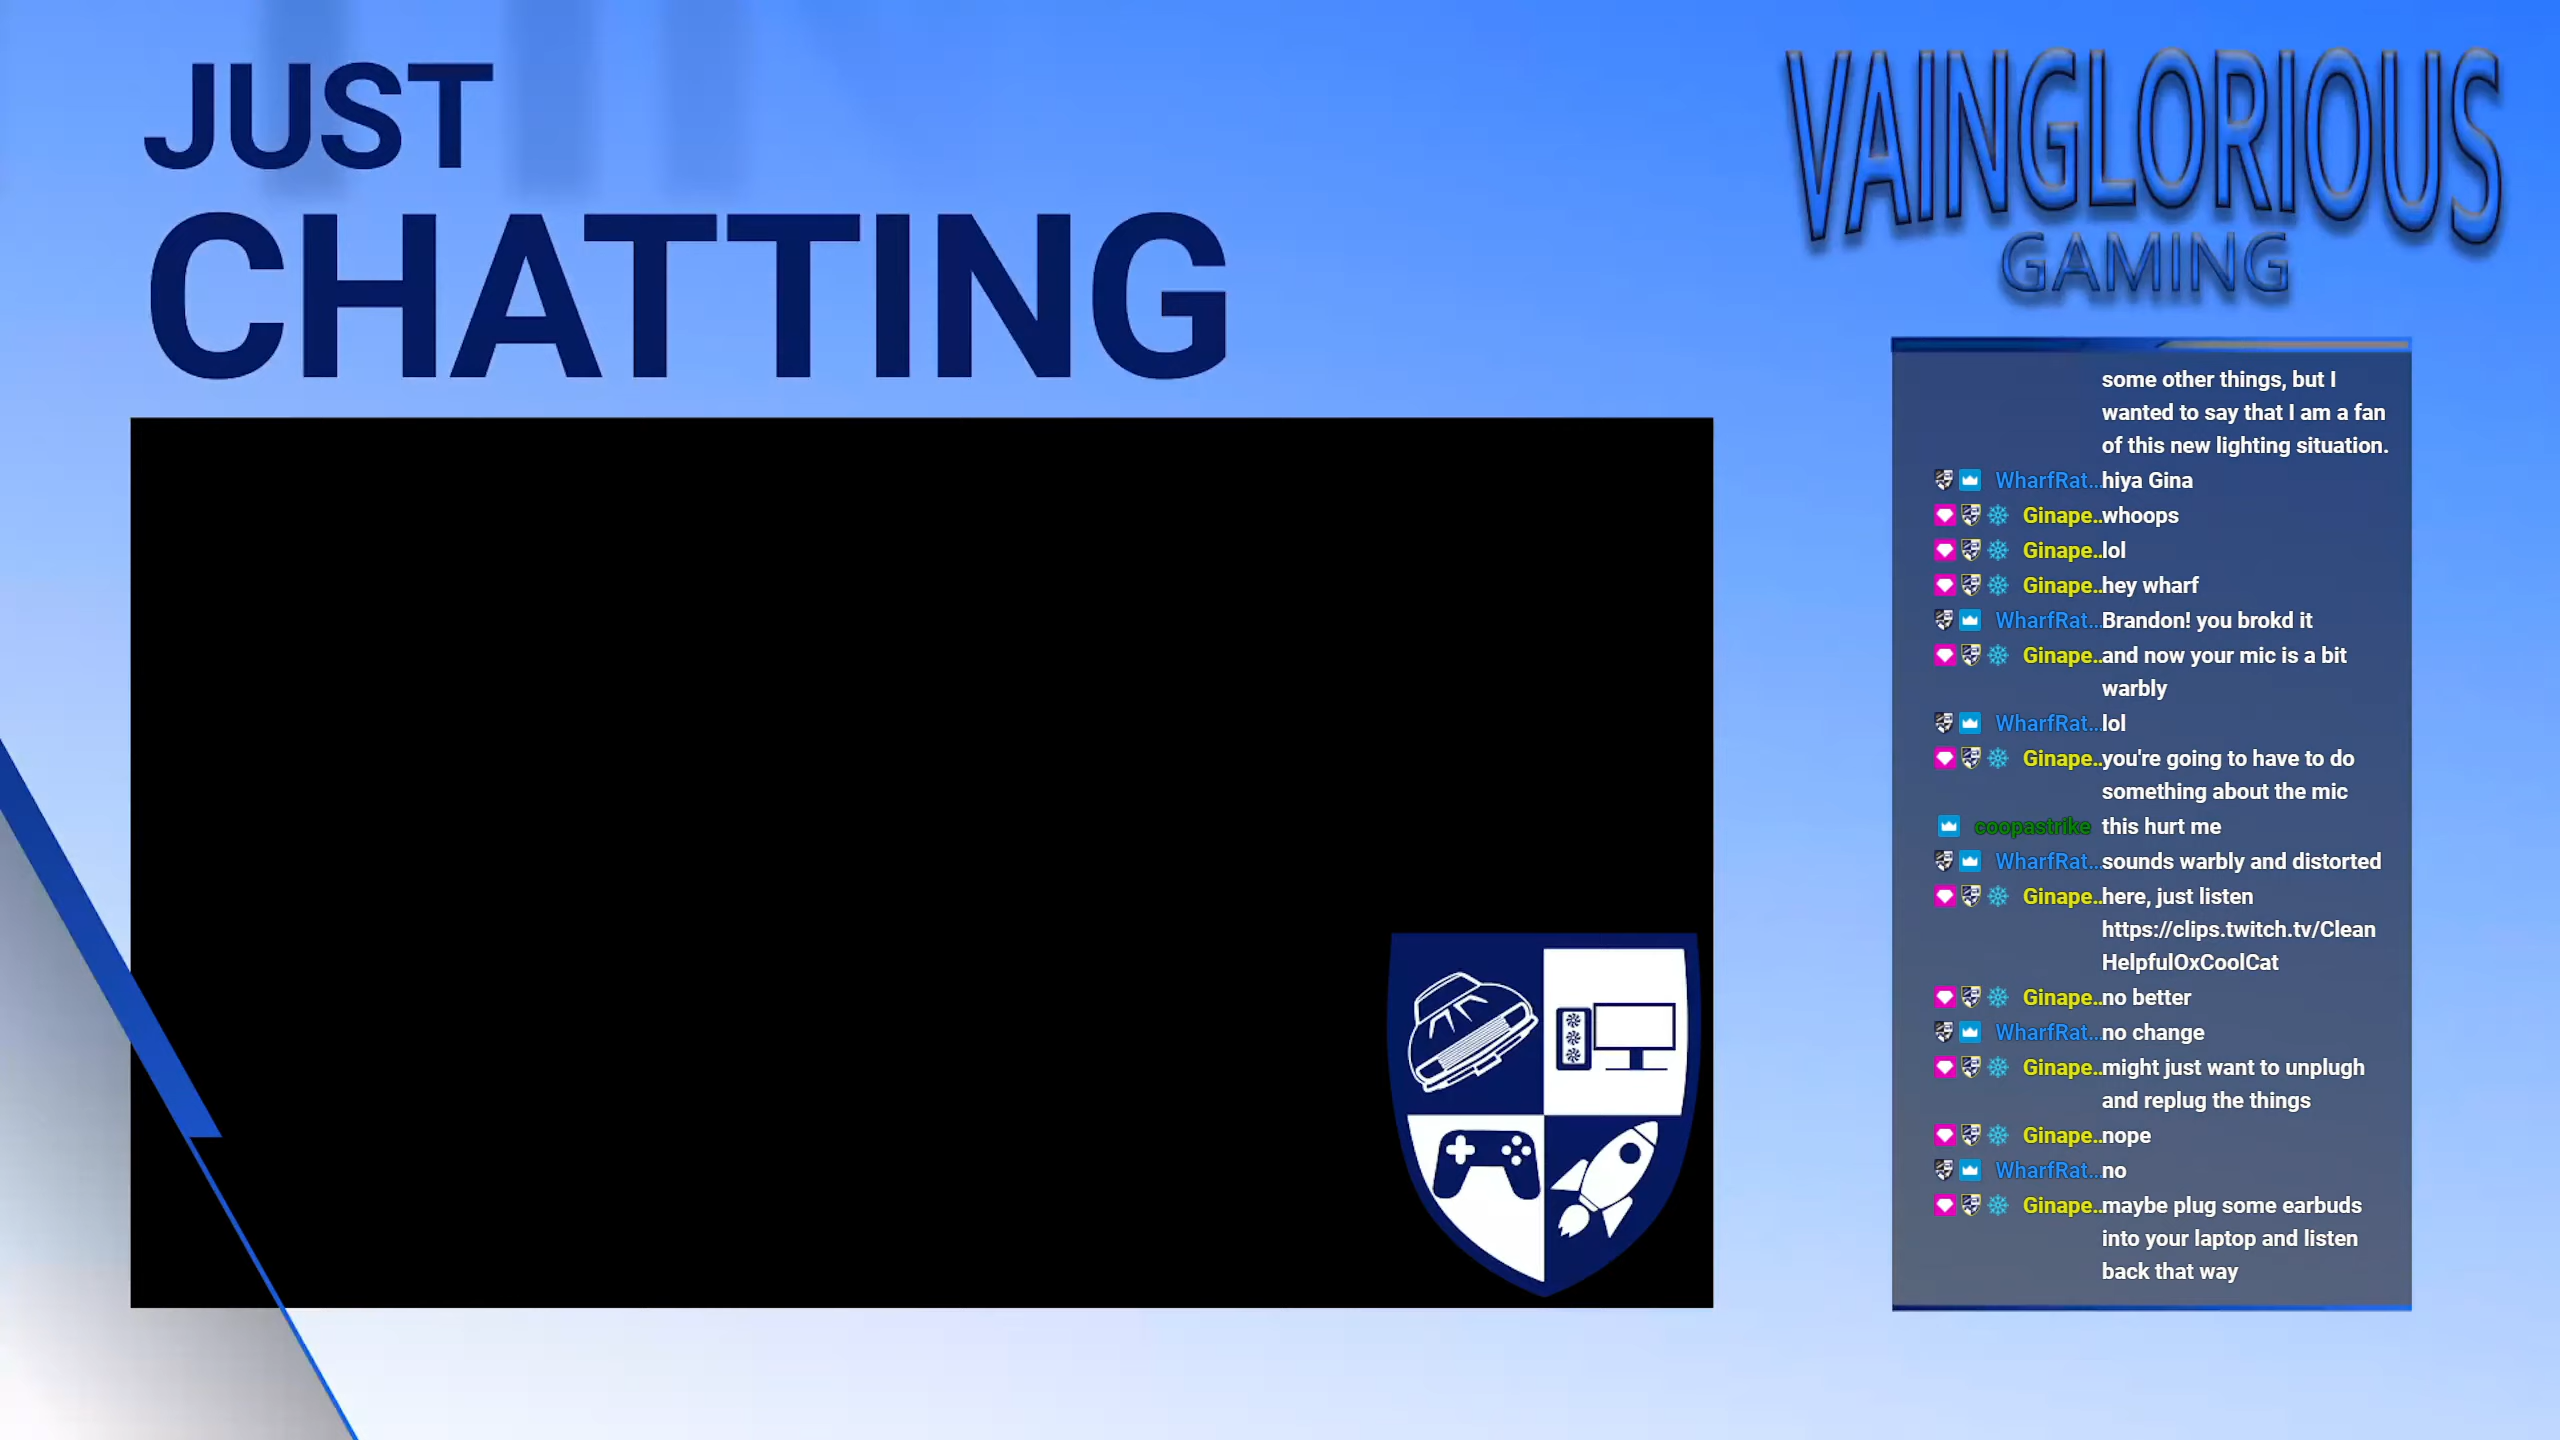 JUST
CHATTING
VAINGLORIOUS
GAMING
some other things, but I
wanted to say that I am a fan
of this new lighting situation.
WharfRat...hiya Gina
Ginape..whoops
Ginape..lol
Ginape..hey wharf
WharfRat...Brandon! you brokd it
Ginape..and now your mic is a bit
warbly
WharfRat...lol
Ginape..you're going to have to do
something about the mic
coopastrike this hurt me
WharfRat...sounds warbly and distorted
Ginape..here, just listen
https://clips.twitch.tv/Clean
HelpfulOxCoolCat
Ginape..no better
WharfRat...no change
Ginape..might just want to unplugh
and replug the things
Ginape..nope
WharfRat...no
Ginape..maybe plug some earbuds
into your laptop and listen
back that way